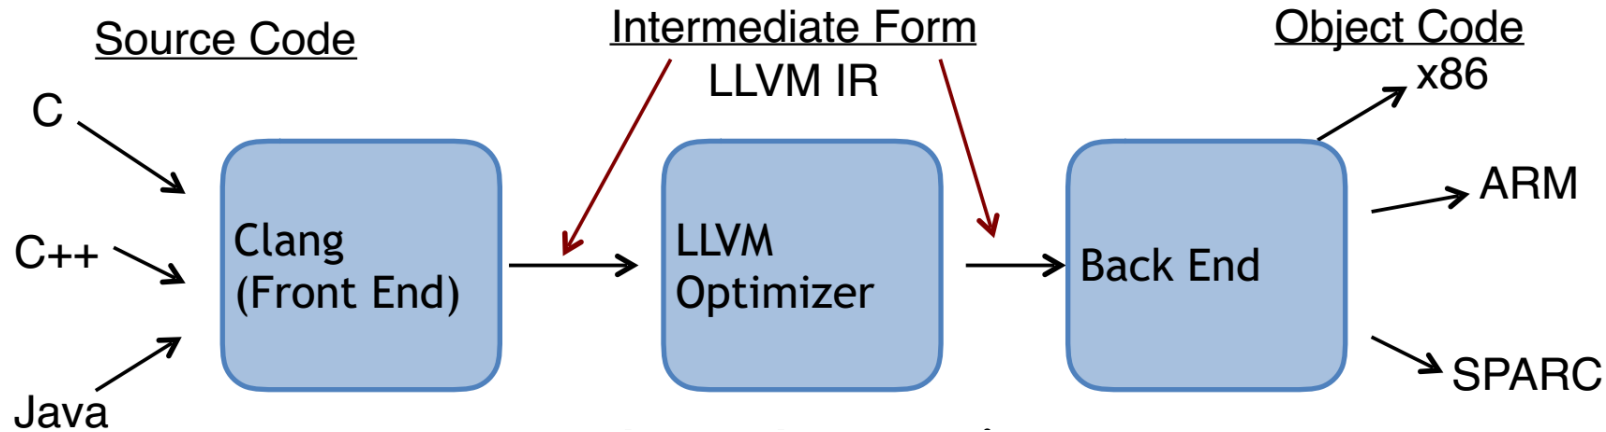 Source Code
Intermediate Form
Object Code
LLVM IR
x86
C
C++
Java
Clang
(Front End)
LLVM
Optimizer
Back End
ARM
SPARC